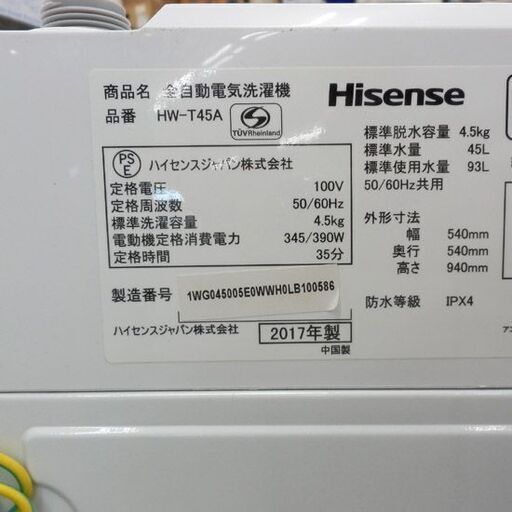 商品名 全自動電気洗濯機
品番 HW-T45A
TÜVRheinland
Hisense
PS
E
ハイセンスジャパン株式会社
定格電圧 100V
定格周波数 50/60Hz
標準洗濯容量 4.5kg
電動機定格消費電力 345/390W
定格時間 35分
製造番号 1WG045005E0WWH0LB100586
ハイセンスジャパン株式会社 2017年製
中国製
標準脱水容量 4.5kg
標準水量 45L
標準使用水量 93L
50/60Hz共用
外形寸法
幅 540mm
奥行 540mm
高さ 940mm
防水等級 IPX4